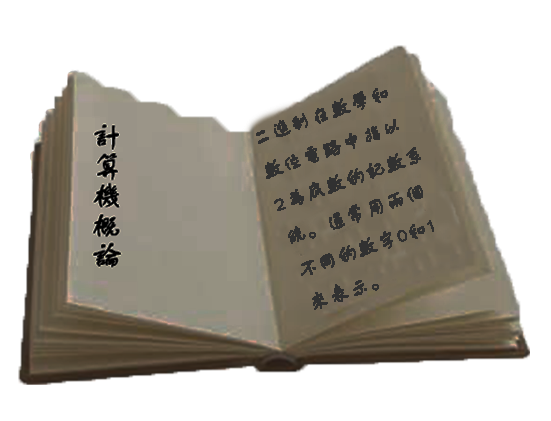 計算機概論
二進制在數學和
數位電路中指以
2為底數的記數系
統。通常用兩個
不同的數字0和1
來表示。